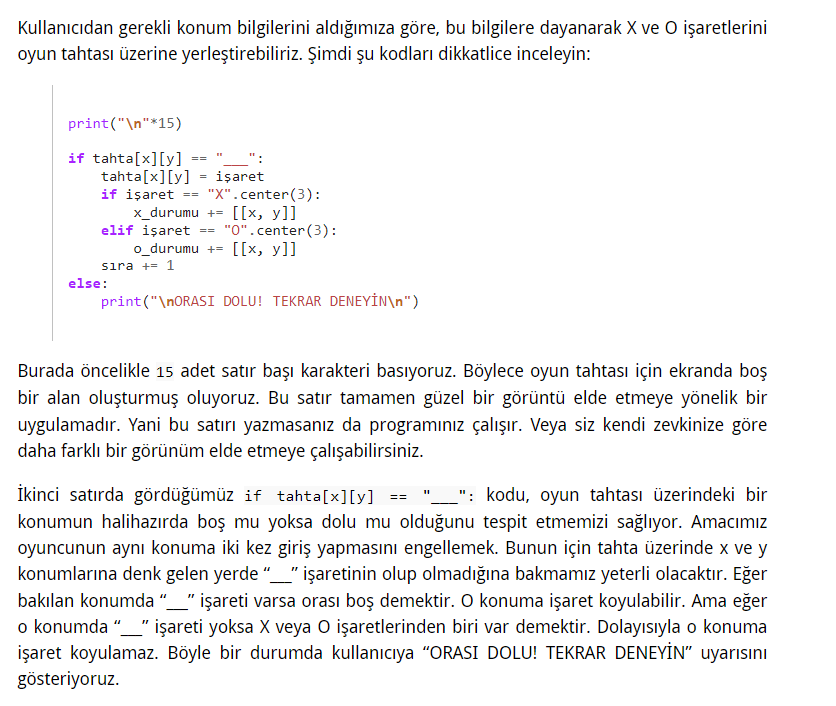 Kullanıcıdan gerekli konum bilgilerini aldığımıza göre, bu bilgilere dayanarak X ve O işaretlerini
oyun tahtası üzerine yerleştirebiliriz. Şimdi şu kodları dikkatlice inceleyin:
print("\n"*15)
if tahta[x][y] == "___":
    tahta[x][y] = işaret
    if işaret == "X".center(3):
        x_durumu += [[x, y]]
    elif işaret == "O".center(3):
        o_durumu += [[x, y]]
    sıra += 1
else:
    print("\nORASI DOLU! TEKRAR DENEYİN\n")
Burada öncelikle 15 adet satır başı karakteri basıyoruz. Böylece oyun tahtası için ekranda boş
bir alan oluşturmuş oluyoruz. Bu satır tamamen güzel bir görüntü elde etmeye yönelik bir
uygulamadır. Yani bu satırı yazmasanız da programınız çalışır. Veya siz kendi zevkinize göre
daha farklı bir görünüm elde etmeye çalışabilirsiniz.
İkinci satırda gördüğümüz if tahta[x][y] == "___": kodu, oyun tahtası üzerindeki bir
konumun halihazırda boş mu yoksa dolu mu olduğunu tespit etmemizi sağlıyor. Amacımız
oyuncunun aynı konuma iki kez giriş yapmasını engellemek. Bunun için tahta üzerinde x ve y
konumlarına denk gelen yerde “___” işaretinin olup olmadığına bakmamız yeterli olacaktır. Eğer
bakılan konumda “___” işareti varsa orası boş demektir. O konuma işaret koyulabilir. Ama eğer
o konumda “___” işareti yoksa X veya O işaretlerinden biri var demektir. Dolayısıyla o konuma
işaret koyulamaz. Böyle bir durumda kullanıcıya “ORASI DOLU! TEKRAR DENEYİN” uyarısını
gösteriyoruz.